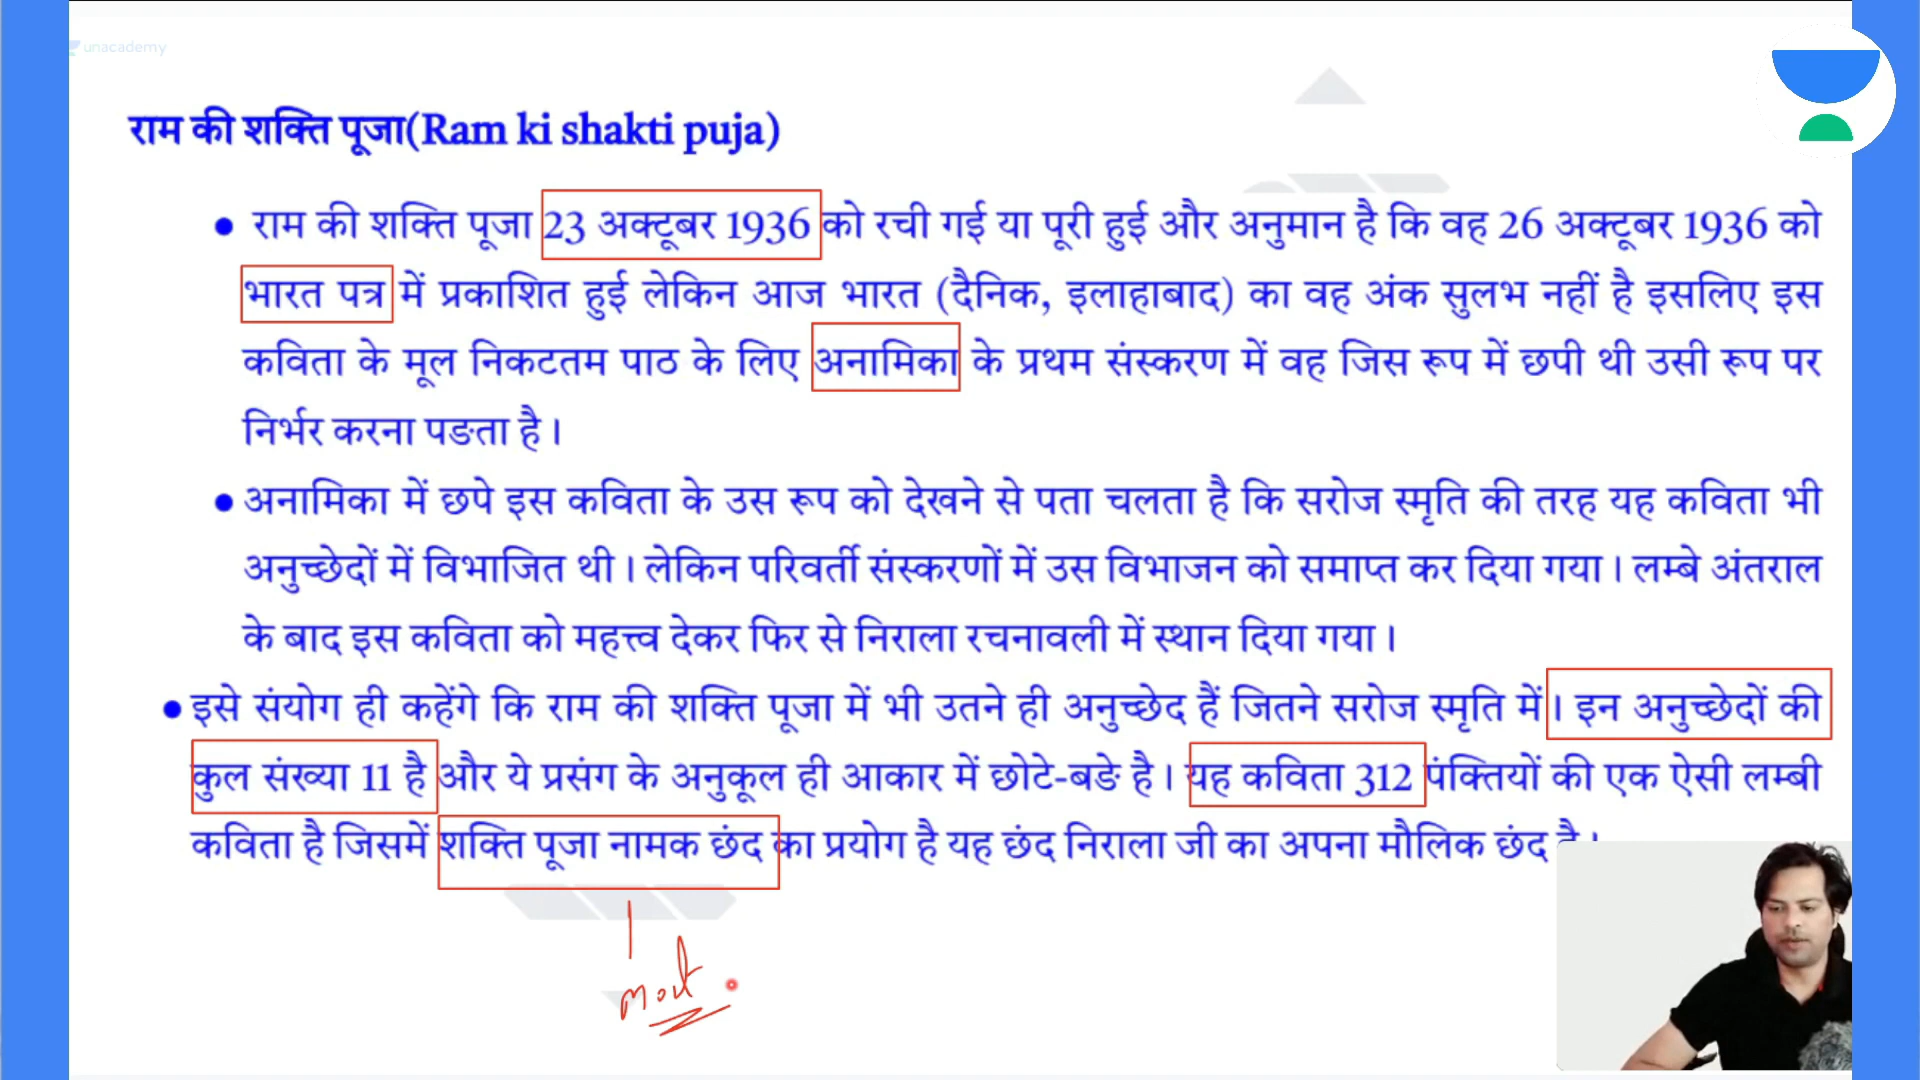 unacademy
राम की शक्ति पूजा(Ram ki shakti puja)
● राम की शक्ति पूजा 23 अक्टूबर 1936 को रची गई या पूरी हुई और अनुमान है कि वह 26 अक्टूबर 1936 को
भारत पत्र में प्रकाशित हुई लेकिन आज भारत (दैनिक, इलाहाबाद) का वह अंक सुलभ नहीं है इसलिए इस
कविता के मूल निकटतम पाठ के लिए अनामिका के प्रथम संस्करण में वह जिस रूप में छपी थी उसी रूप पर
निर्भर करना पङता है।
● अनामिका में छपे इस कविता के उस रूप को देखने से पता चलता है कि सरोज स्मृति की तरह यह कविता भी
अनुच्छेदों में विभाजित थी। लेकिन परिवर्ती संस्करणों में उस विभाजन को समाप्त कर दिया गया। लम्बे अंतराल
के बाद इस कविता को महत्त्व देकर फिर से निराला रचनावली में स्थान दिया गया।
● इसे संयोग ही कहेंगे कि राम की शक्ति पूजा में भी उतने ही अनुच्छेद हैं जितने सरोज स्मृति में। इन अनुच्छेदों की
कुल संख्या 11 है और ये प्रसंग के अनुकूल ही आकार में छोटे-बङे है। यह कविता 312 पंक्तियों की एक ऐसी लम्बी
कविता है जिसमें शक्ति पूजा नामक छंद का प्रयोग है यह छंद निराला जी का अपना मौलिक छंद है।